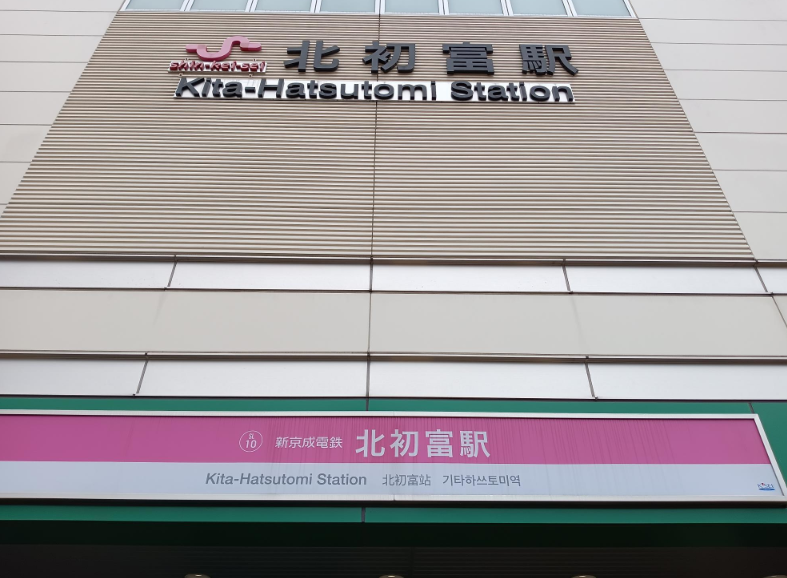 Shin-Kei-Sei 北初富駅
Kita-Hatsutomi Station
SL 10 新京成電鉄 北初富駅
Kita-Hatsutomi Station 北初富站 기타하쓰토미역